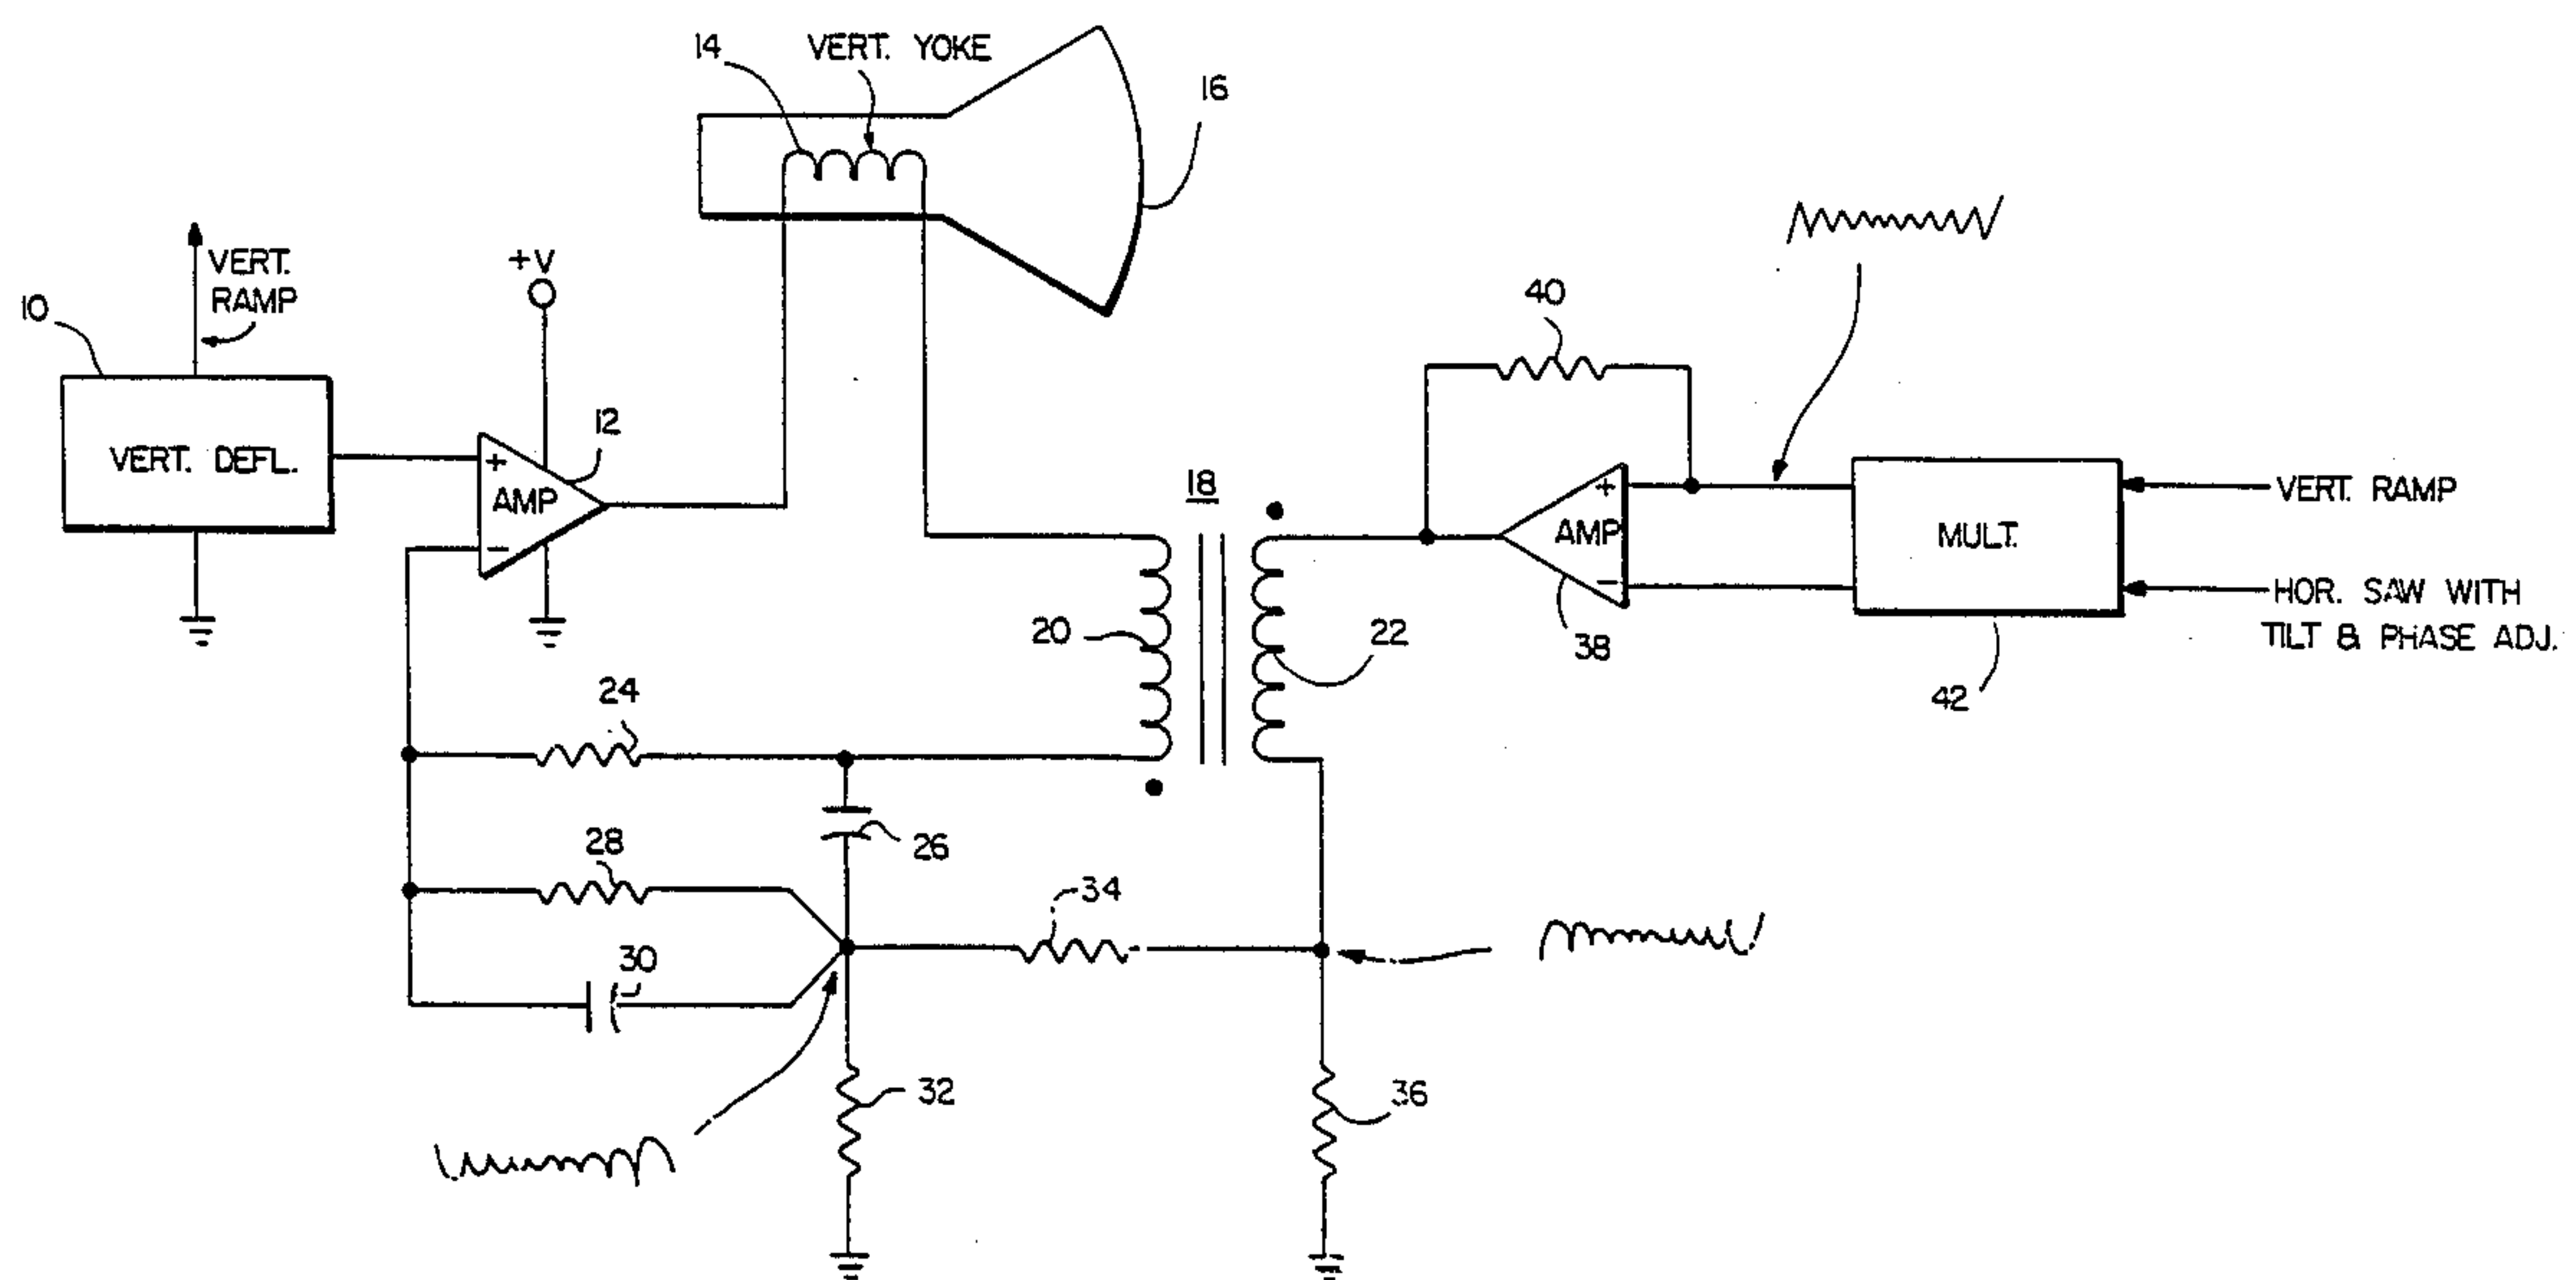 14
VERT. YOKE
16
VERT.
RAMP
10
+V
40
12
VERT. DEFL.
+
AMP
-
18
+
AMP
-
MULT.
VERT. RAMP
HOR. SAW WITH
TILT & PHASE ADJ.
20
22
38
42
24
28
26
34
30
32
36